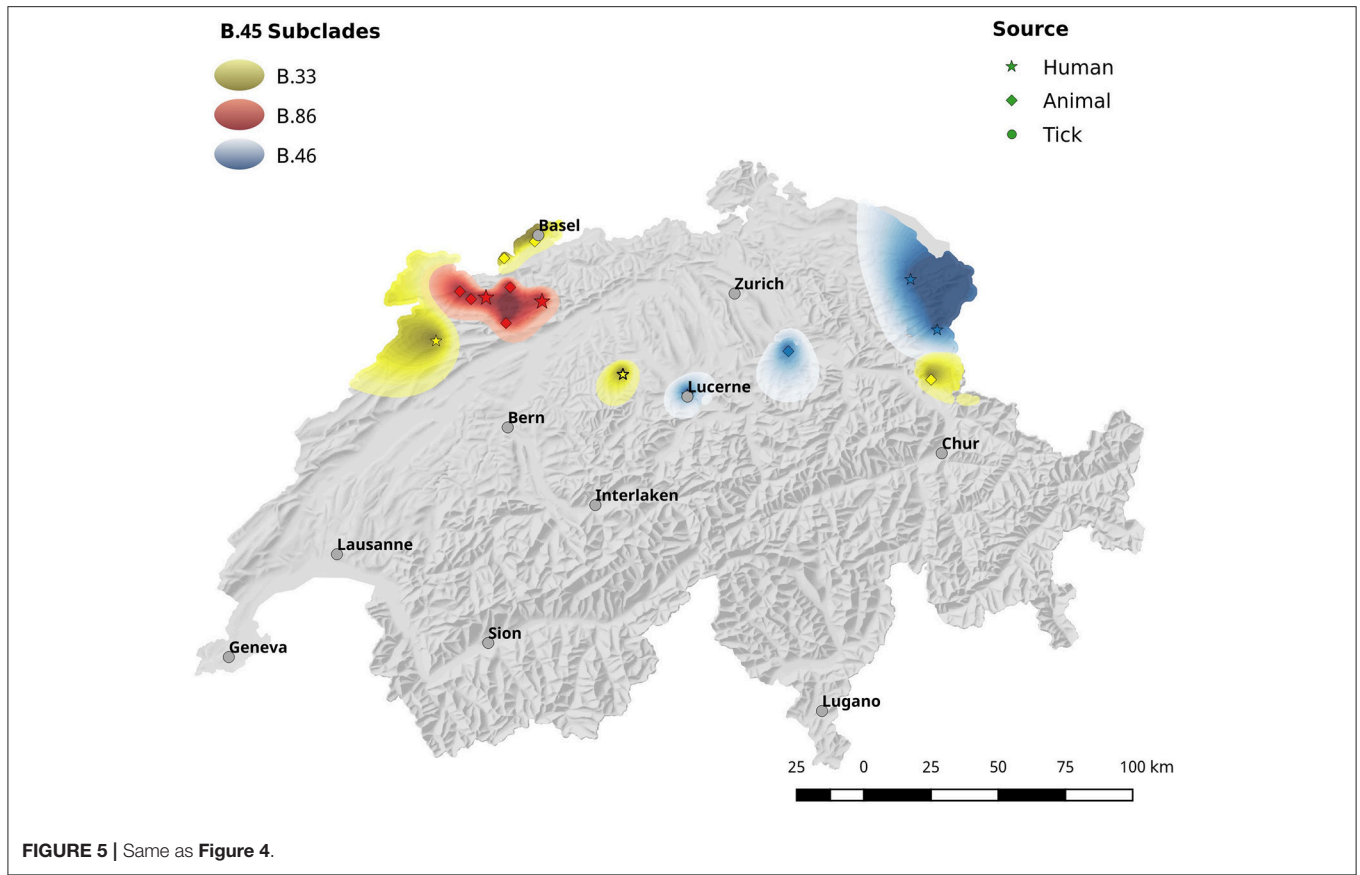 B.45 Subclades
B.33
B.86
B.46
Source
Human
Animal
Tick
Basel
Zurich
Lucerne
Bern
Chur
Interlaken
Lausanne
Sion
Geneva
Lugano
25 0 25 50 75 100 km
FIGURE 5 | Same as Figure 4.